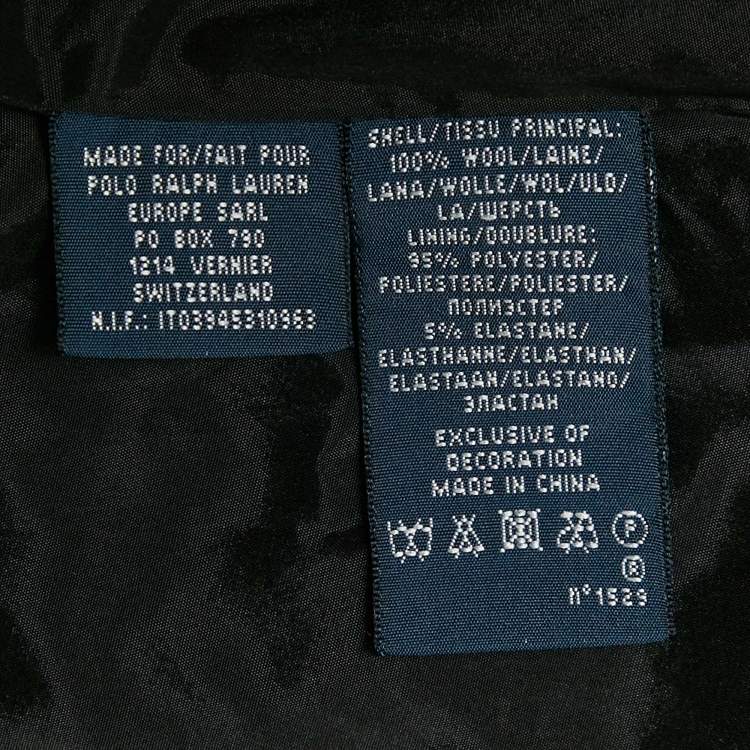 MADE FOR/FAIT POUR
POLO RALPH LAUREN
EUROPE SARL
PO BOX 790
1214 VERNIER
SWITZERLAND
N.I.F.: IT03945310963
SHELL/TISSU PRINCIPAL:
100% WOOL/LAINE/
LANA/WOLLE/WOL/ULD/
LA/ШЕРСТЬ
LINING/DOUBLURE:
95% POLYESTER/
POLIESTERE/POLIESTER/
ПОЛИЭСТЕР
5% ELASTANE/
ELASTHANNE/ELASTHAN/
ELASTAAN/ELASTANO/
ЭЛАСТАН
EXCLUSIVE OF
DECORATION
MADE IN CHINA
P
R
n°1529